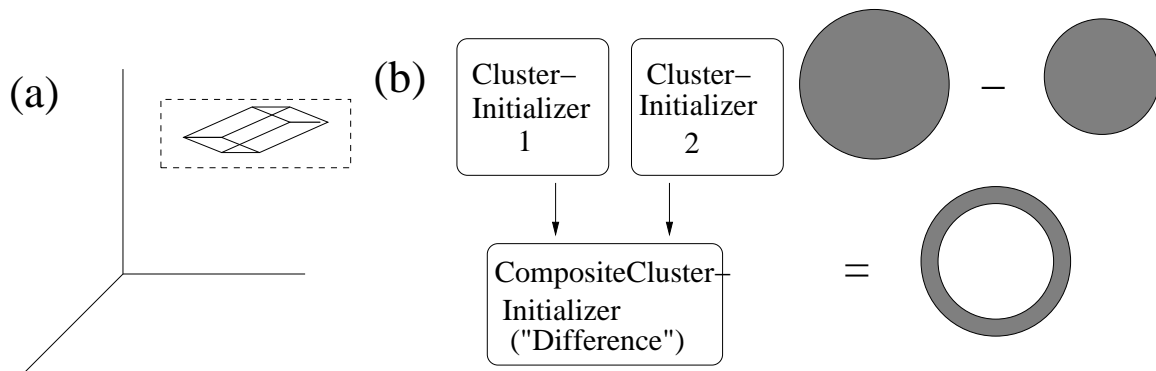 (a)
(b)
Cluster–
Initializer
1
Cluster–
Initializer
2
–
CompositeCluster–
Initializer
("Difference")
=